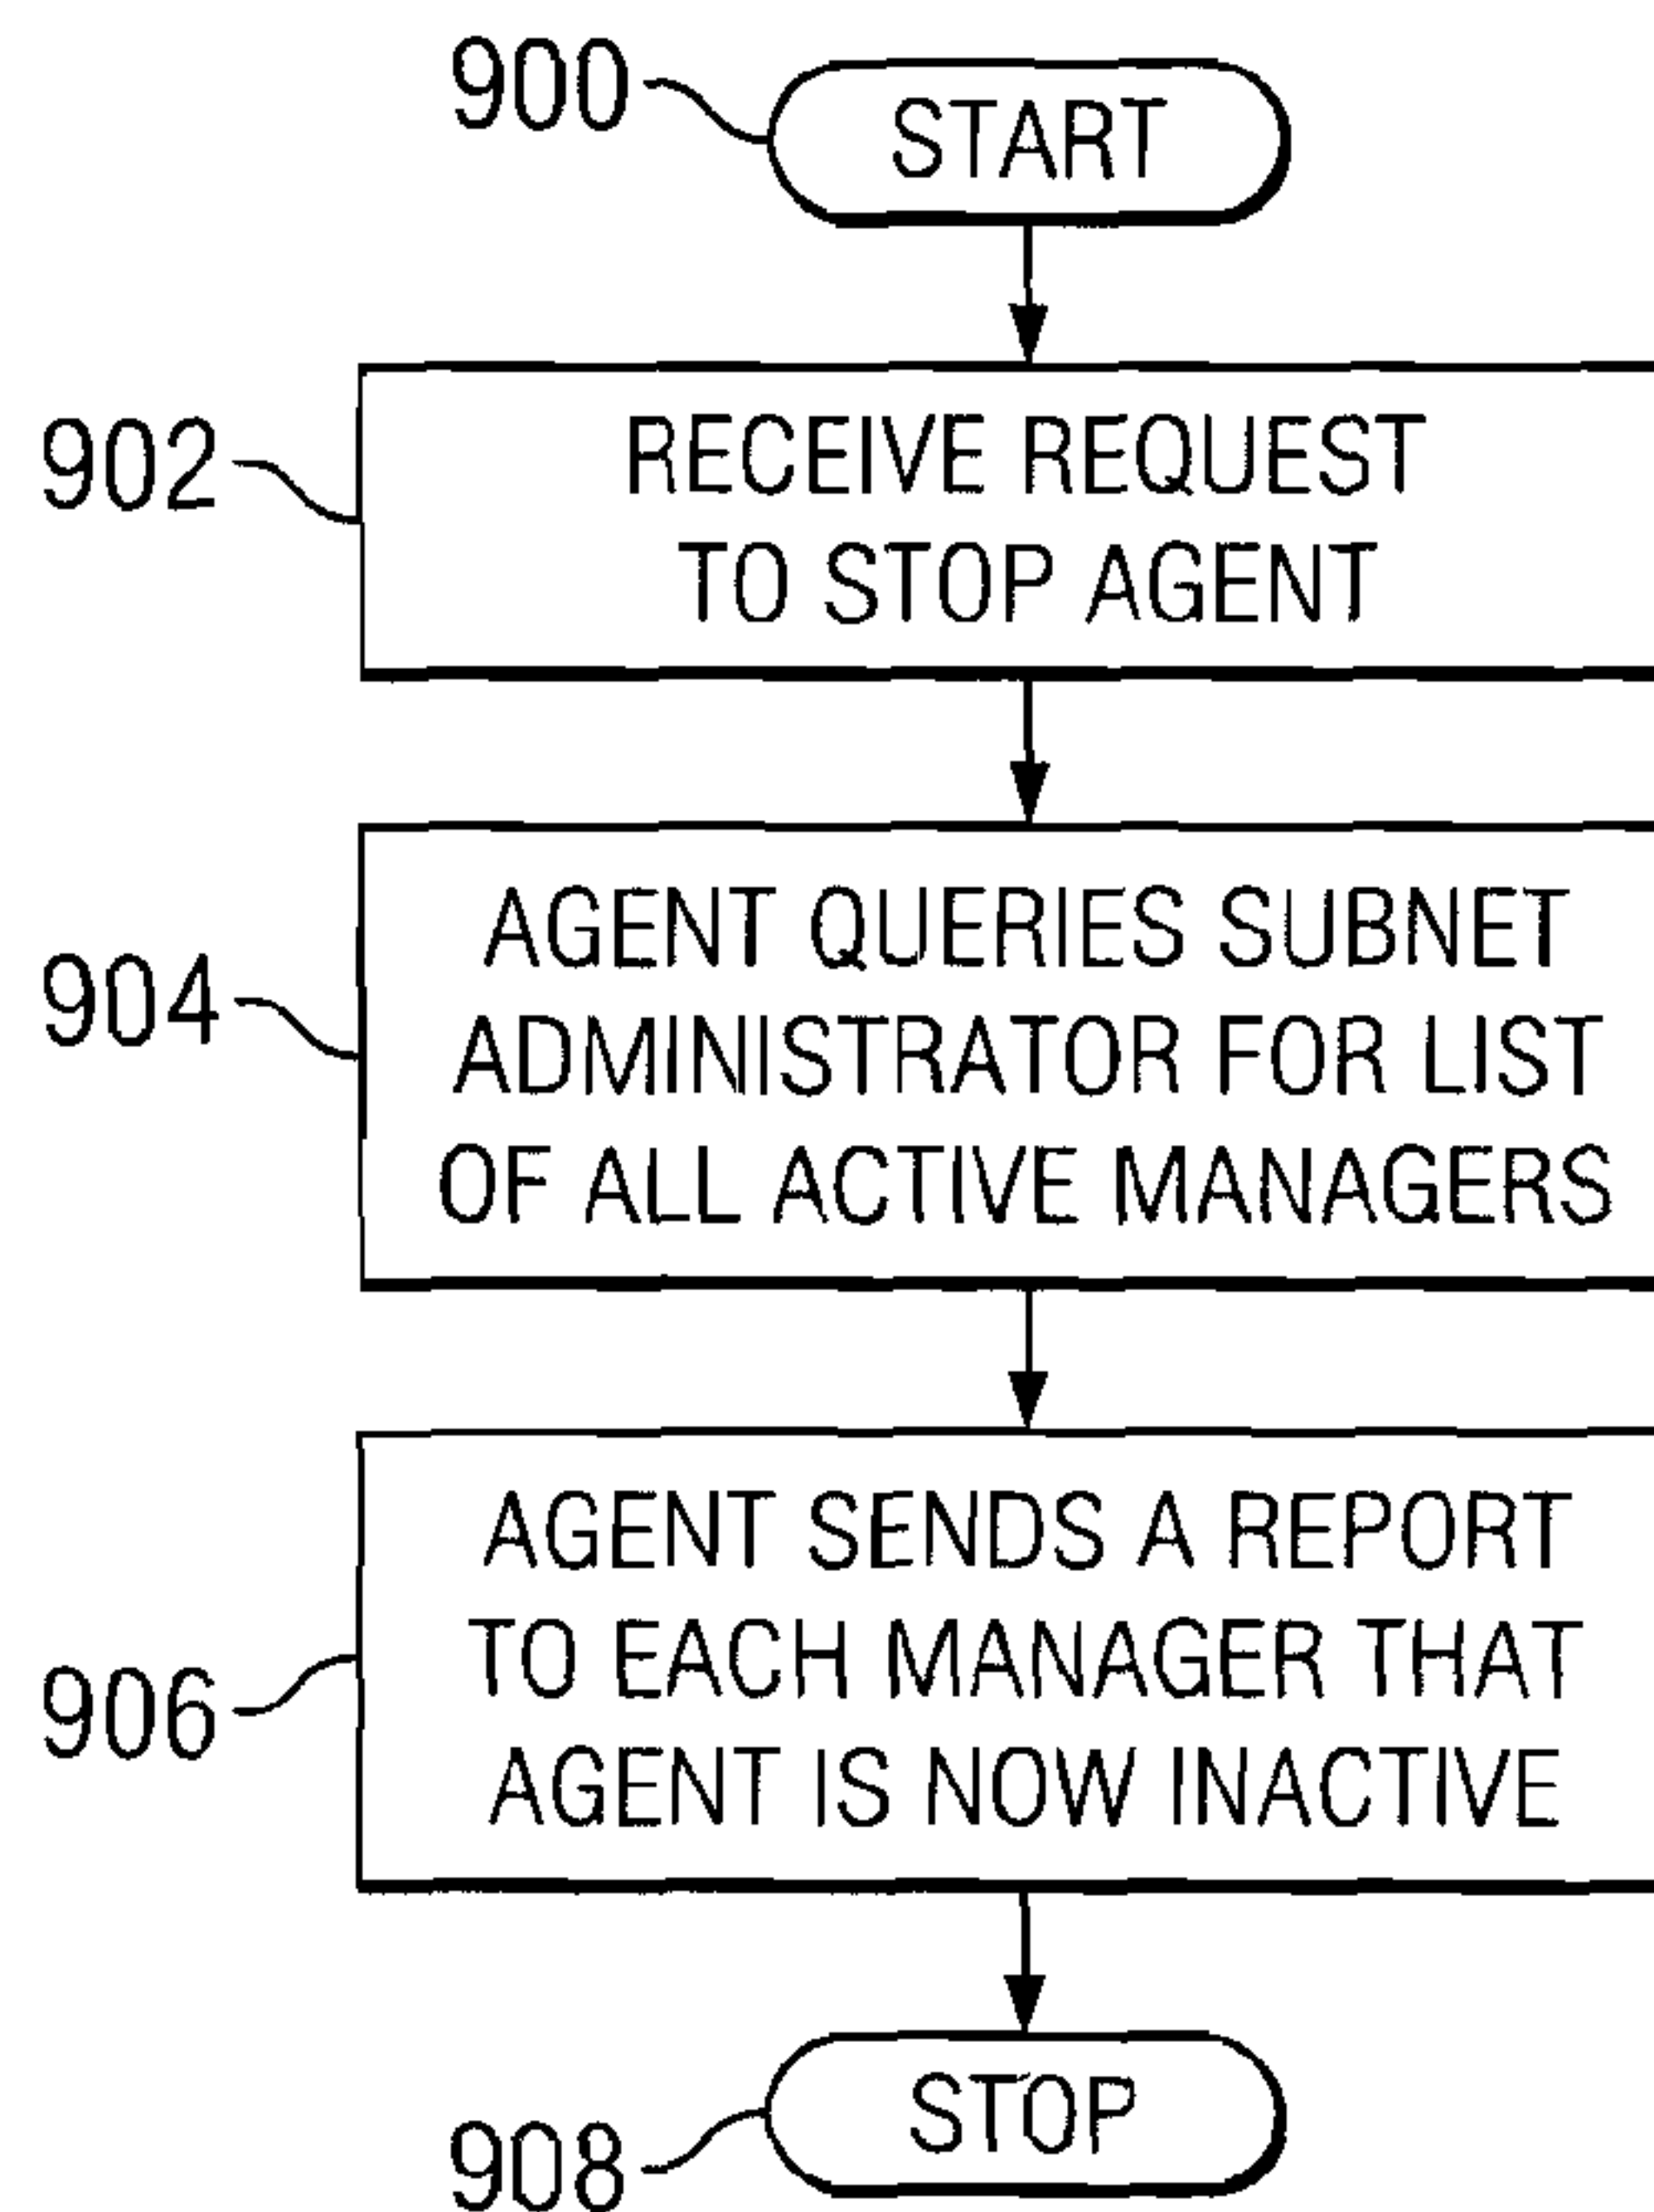 900
START
902
RECEIVE REQUEST
TO STOP AGENT
904
AGENT QUERIES SUBNET
ADMINISTRATOR FOR LIST
OF ALL ACTIVE MANAGERS
906
AGENT SENDS A REPORT
TO EACH MANAGER THAT
AGENT IS NOW INACTIVE
908
STOP